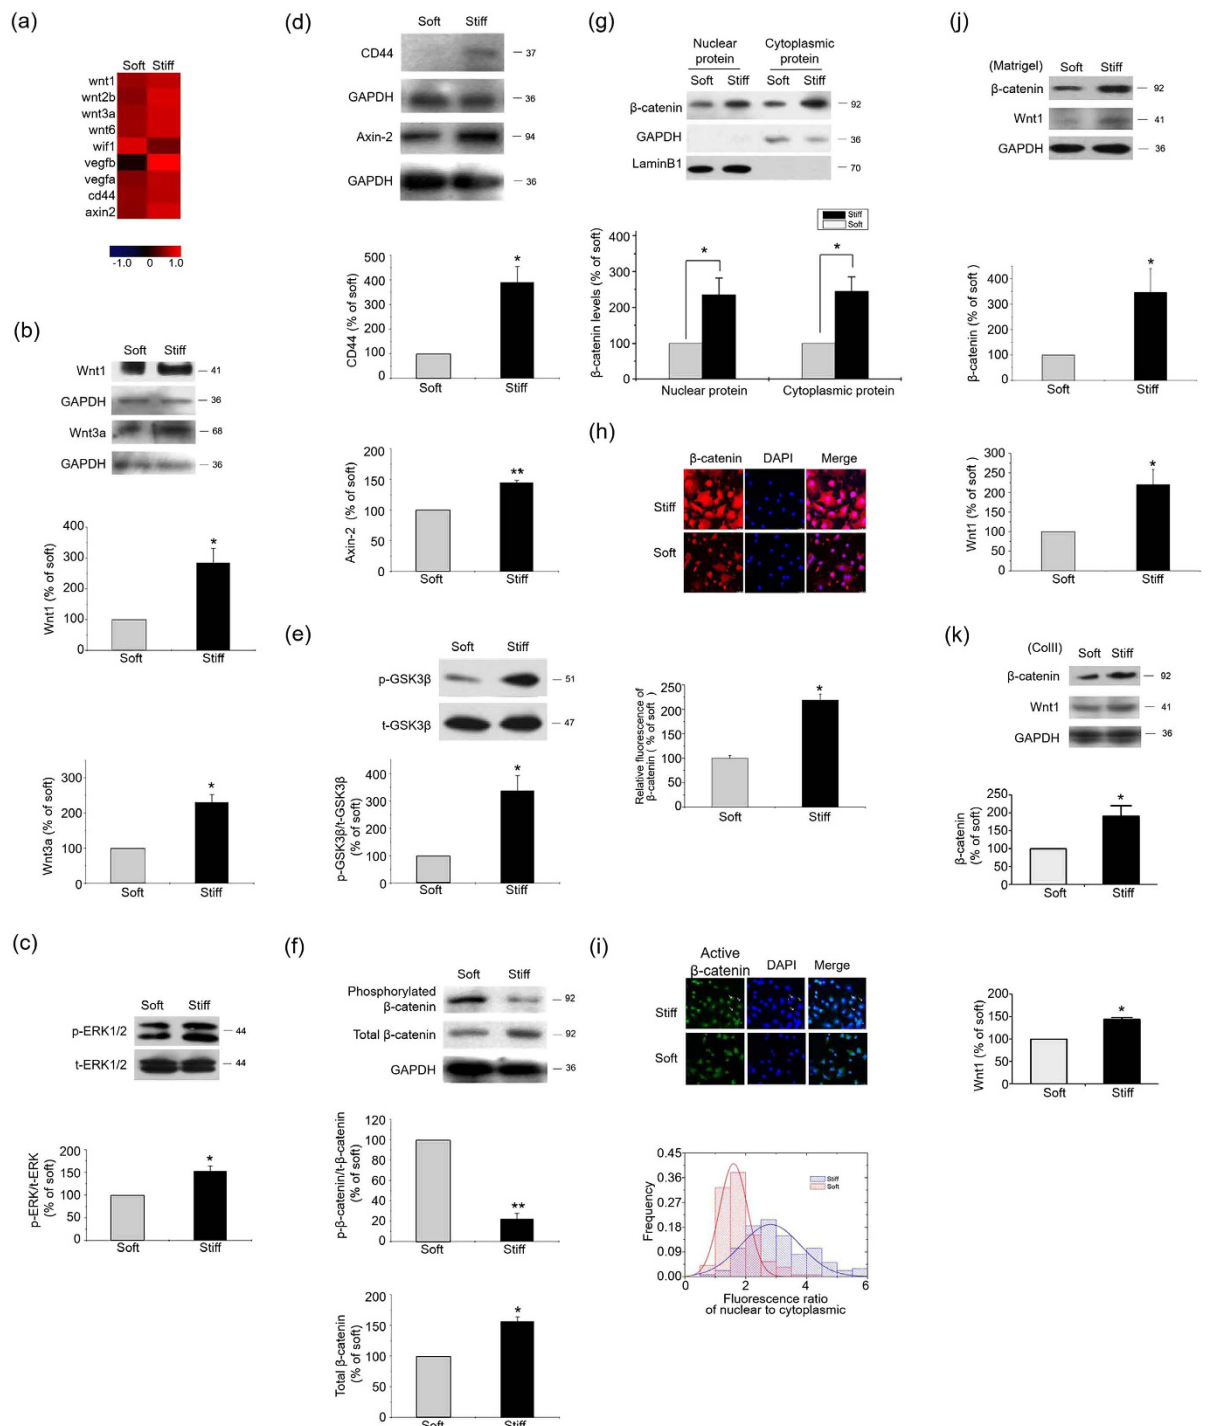 (a)
Soft Stiff
wnt1
wnt2b
wnt3a
wnt6
wif1
vegfb
vegfa
cd44
axin2
-1.0 0 1.0
(b)
Soft Stiff
Wnt1 41
GAPDH 36
Wnt3a 68
GAPDH 36
Wnt1 (% of soft)
400
300
200
100
0
Soft Stiff
*
Wnt3a (% of soft)
300
200
100
0
Soft Stiff
*
(c)
Soft Stiff
p-ERK1/2 44
t-ERK1/2 44
p-ERK/t-ERK
(% of soft)
200
150
100
50
0
Soft Stiff
*
(d)
Soft Stiff
CD44 37
GAPDH 36
Axin-2 94
GAPDH 36
CD44 (% of soft)
500
400
300
200
100
0
Soft Stiff
*
Axin-2 (% of soft)
200
150
100
50
0
Soft Stiff
**
(e)
Soft Stiff
p-GSK3β 51
t-GSK3β 47
p-GSK3β/t-GSK3β
(% of soft)
400
300
200
100
0
Soft Stiff
*
(f)
Soft Stiff
Phosphorylated
β-catenin 92
Total β-catenin 92
GAPDH 36
p-β-catenin/t-β-catenin
(% of soft)
120
100
80
60
40
20
0
Soft Stiff
**
Total β-catenin
(% of soft)
200
150
100
50
0
Soft Stiff
*
(g)
Nuclear
protein
Cytoplasmic
protein
Soft Stiff Soft Stiff
β-catenin 92
GAPDH 36
LaminB1 70
Stiff
Soft
β-catenin levels (% of soft)
400
300
200
100
0
* *
Nuclear protein Cytoplasmic protein
(h)
β-catenin DAPI Merge
Stiff
Soft
Relative fluorescence of
β-catenin ( % of soft )
250
200
150
100
50
0
Soft Stiff
*
(i)
Active
β-catenin DAPI Merge
Stiff
Soft
Frequency
0.45
0.36
0.27
0.18
0.09
0.00
0 2 4 6
Stiff
Soft
Fluorescence ratio
of nuclear to cytoplasmic
(j)
(Matrigel) Soft Stiff
β-catenin 92
Wnt1 41
GAPDH 36
β-catenin (% of soft)
400
300
200
100
0
Soft Stiff
*
Wnt1 (% of soft )
300
250
200
150
100
50
0
Soft Stiff
*
(k)
(ColII) Soft Stiff
β-catenin 92
Wnt1 41
GAPDH 36
β-catenin
(% of soft)
200
150
100
50
0
Soft Stiff
*
Wnt1 (% of soft)
200
150
100
50
0
Soft Stiff
*